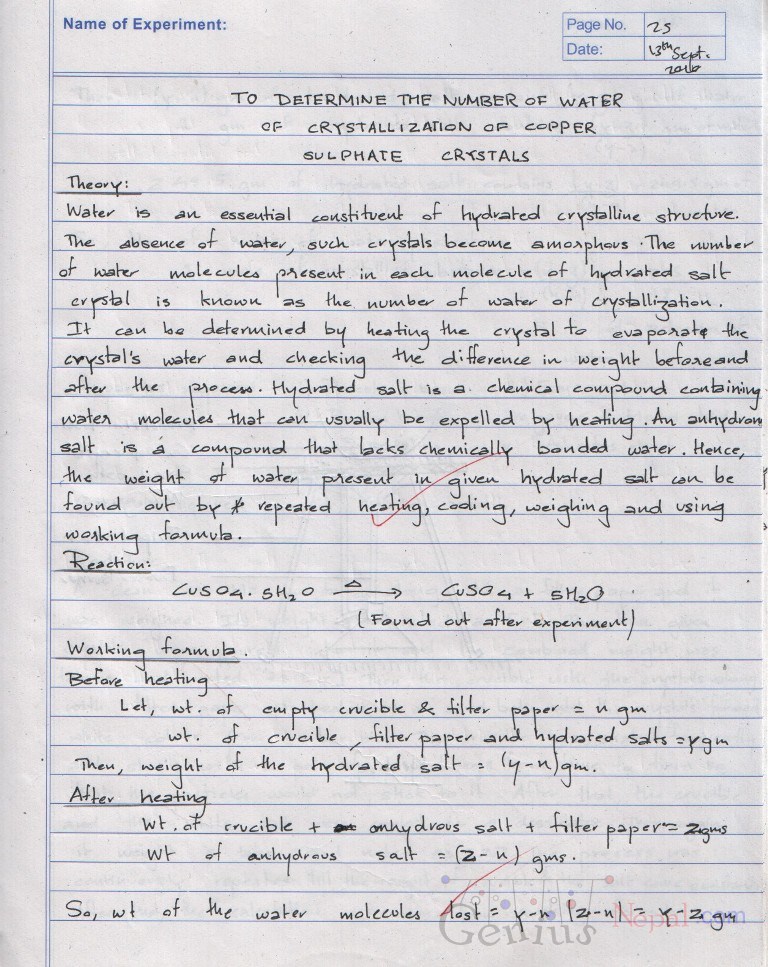 Name of Experiment:
Page No. 25
Date: 13th Sept. 2016
TO DETERMINE THE NUMBER OF WATER
OF CRYSTALLIZATION OF COPPER
SULPHATE CRYSTALS
Theory:
Water is an essential constituent of hydrated crystalline structure.
The absence of water, such crystals become amorphous. The number
of water molecules present in each molecule of hydrated salt
crystal is known as the number of water of crystallization.
It can be determined by heating the crystal to evaporate the
crystal's water and checking the difference in weight before and
after the process. Hydrated salt is a chemical compound containing
water molecules that can usually be expelled by heating. An anhydrous
salt is a compound that lacks chemically bonded water. Hence,
the weight of water present in given hydrated salt can be
found out by repeated heating, cooling, weighing and using
working formula.
Reaction:
CuSO4.5H2O —Δ→ CuSO4 + 5H2O
(Found out after experiment)
Working formula.
Before heating
Let, wt. of empty crucible & filter paper = x gm
wt. of crucible, filter paper and hydrated salts = y gm
Then, weight of the hydrated salt = (y-x) gm.
After heating
Wt. of crucible + anhydrous salt + filter paper = z gms
Wt of anhydrous salt = (z-x) gms.
So, wt of the water molecules lost = y-x (z-x) = y-z gm
Genius Nepal.com